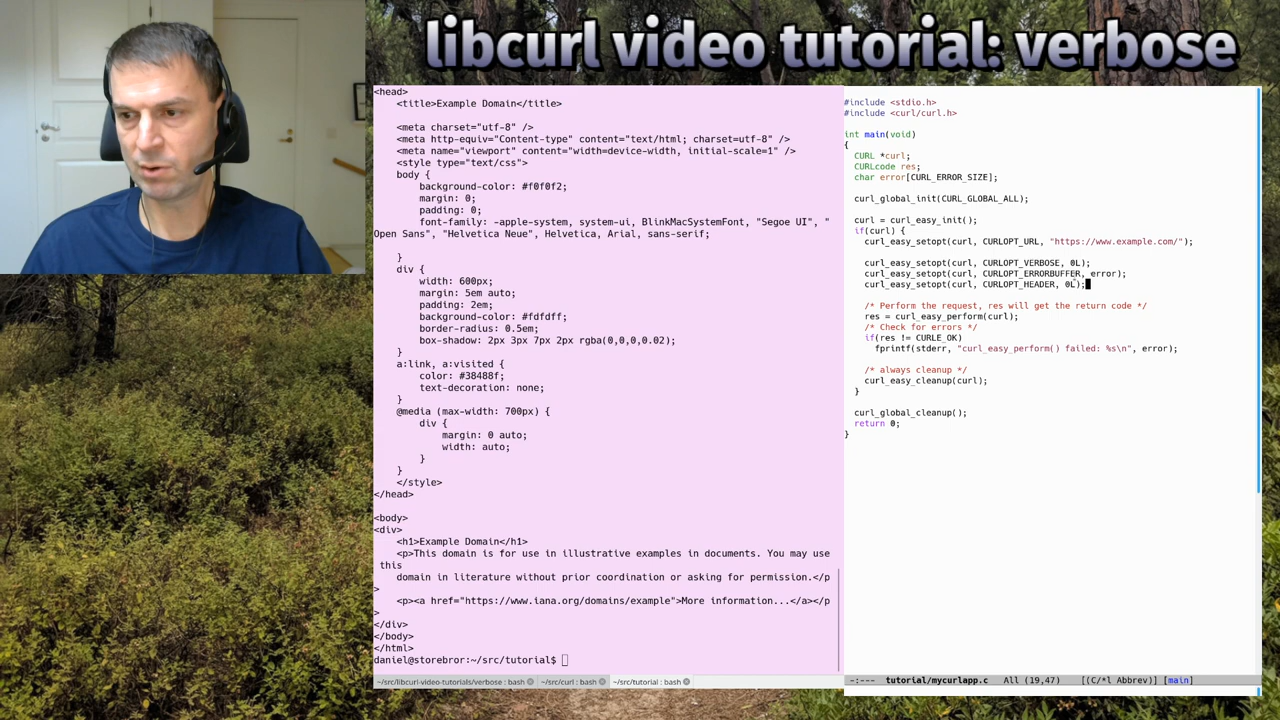 libcurl video tutorial: verbose
<head>
<title>Example Domain</title>
<meta charset="utf-8" />
<meta http-equiv="Content-type" content="text/html; charset=utf-8" />
<meta name="viewport" content="width=device-width, initial-scale=1" />
<style type="text/css">
body {
background-color: #f0f0f2;
margin: 0;
padding: 0;
font-family: -apple-system, system-ui, BlinkMacSystemFont, "Segoe UI", "
Open Sans", "Helvetica Neue", Helvetica, Arial, sans-serif;
}
div {
width: 600px;
margin: 5em auto;
padding: 2em;
background-color: #fdfdff;
border-radius: 0.5em;
box-shadow: 2px 3px 7px 2px rgba(0,0,0,0.02);
}
a:link, a:visited {
color: #38488f;
text-decoration: none;
}
@media (max-width: 700px) {
div {
margin: 0 auto;
width: auto;
}
}
</style>
</head>
<body>
<div>
<h1>Example Domain</h1>
<p>This domain is for use in illustrative examples in documents. You may use
this
domain in literature without prior coordination or asking for permission.</p
>
<p><a href="https://www.iana.org/domains/example">More information...</a></p
>
</div>
</body>
</html>
daniel@storebror:~/src/tutorial$
~/src/libcurl-video-tutorials/verbose : bash
~/src/curl : bash
~/src/tutorial : bash
#include <stdio.h>
#include <curl/curl.h>
int main(void)
{
CURL *curl;
CURLcode res;
char error[CURL_ERROR_SIZE];
curl_global_init(CURL_GLOBAL_ALL);
curl = curl_easy_init();
if(curl) {
curl_easy_setopt(curl, CURLOPT_URL, "https://www.example.com/");
curl_easy_setopt(curl, CURLOPT_VERBOSE, 0L);
curl_easy_setopt(curl, CURLOPT_ERRORBUFFER, error);
curl_easy_setopt(curl, CURLOPT_HEADER, 0L);
/* Perform the request, res will get the return code */
res = curl_easy_perform(curl);
/* Check for errors */
if(res != CURLE_OK)
fprintf(stderr, "curl_easy_perform() failed: %s\n", error);
/* always cleanup */
curl_easy_cleanup(curl);
}
curl_global_cleanup();
return 0;
}
-:--- tutorial/mycurlapp.c All (19,47) [(C/*l Abbrev)] [main]